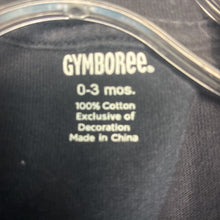 GYMBOREE.
0-3 mos.
100% Cotton
Exclusive of
Decoration
Made in China